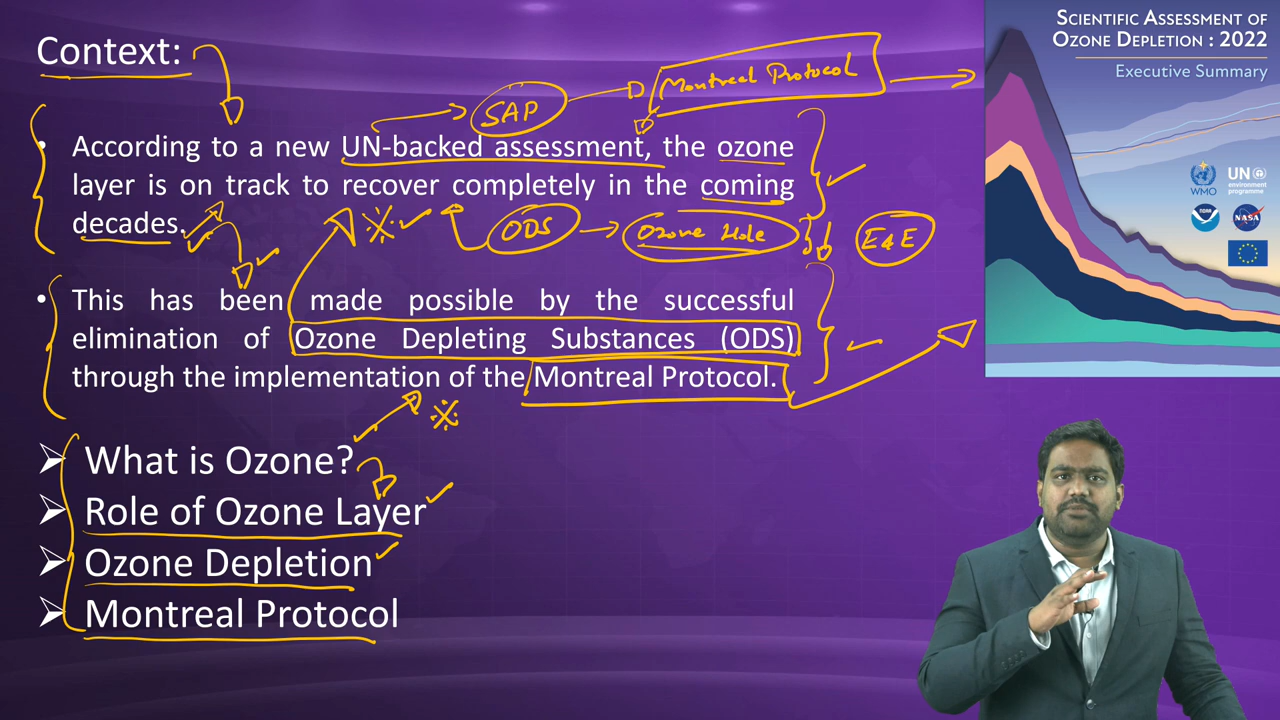 Context:
SAP
Montreal Protocol
• According to a new UN-backed assessment, the ozone
layer is on track to recover completely in the coming
decades.
ODS
Ozone Hole
E & E
• This has been made possible by the successful
elimination of Ozone Depleting Substances (ODS)
through the implementation of the Montreal Protocol.
➢ What is Ozone?
➢ Role of Ozone Layer
➢ Ozone Depletion
➢ Montreal Protocol
SCIENTIFIC ASSESSMENT OF
OZONE DEPLETION : 2022
Executive Summary
WMO
UN
environment
programme
NASA